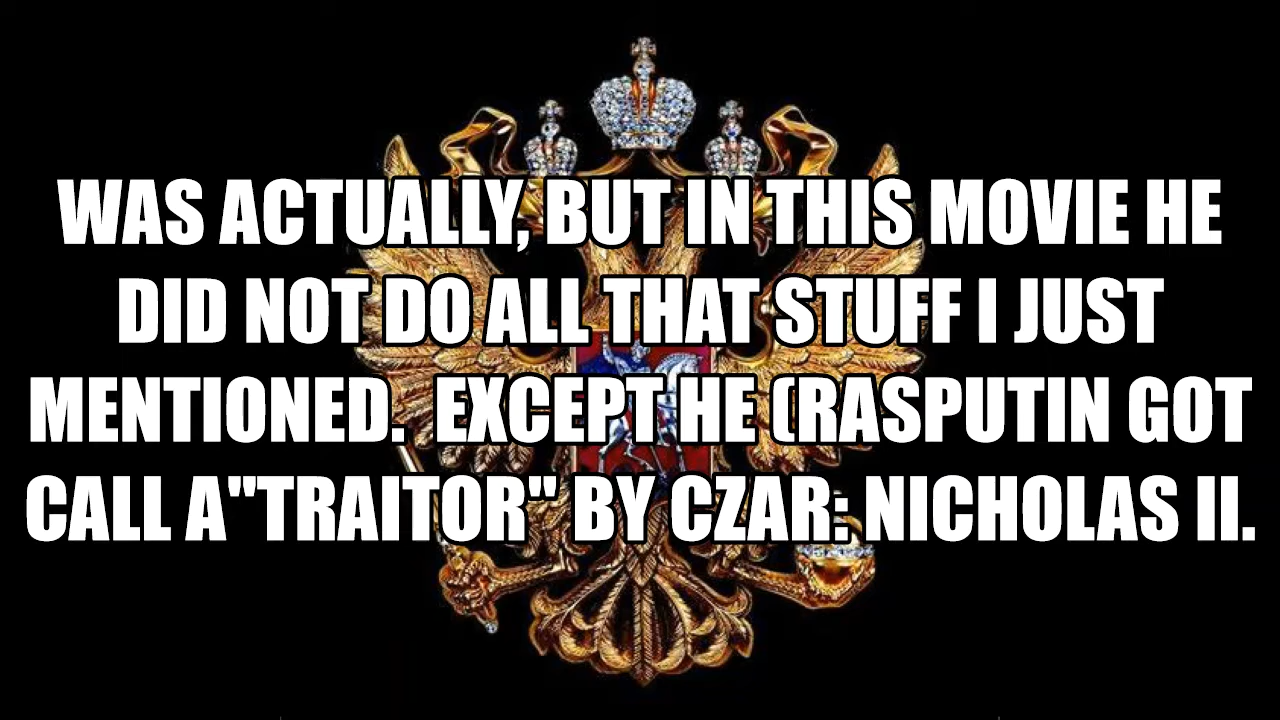 WAS ACTUALLY, BUT IN THIS MOVIE HE
DID NOT DO ALL THAT STUFF I JUST
MENTIONED.  EXCEPT HE (RASPUTIN GOT
CALL A"TRAITOR" BY CZAR: NICHOLAS II.